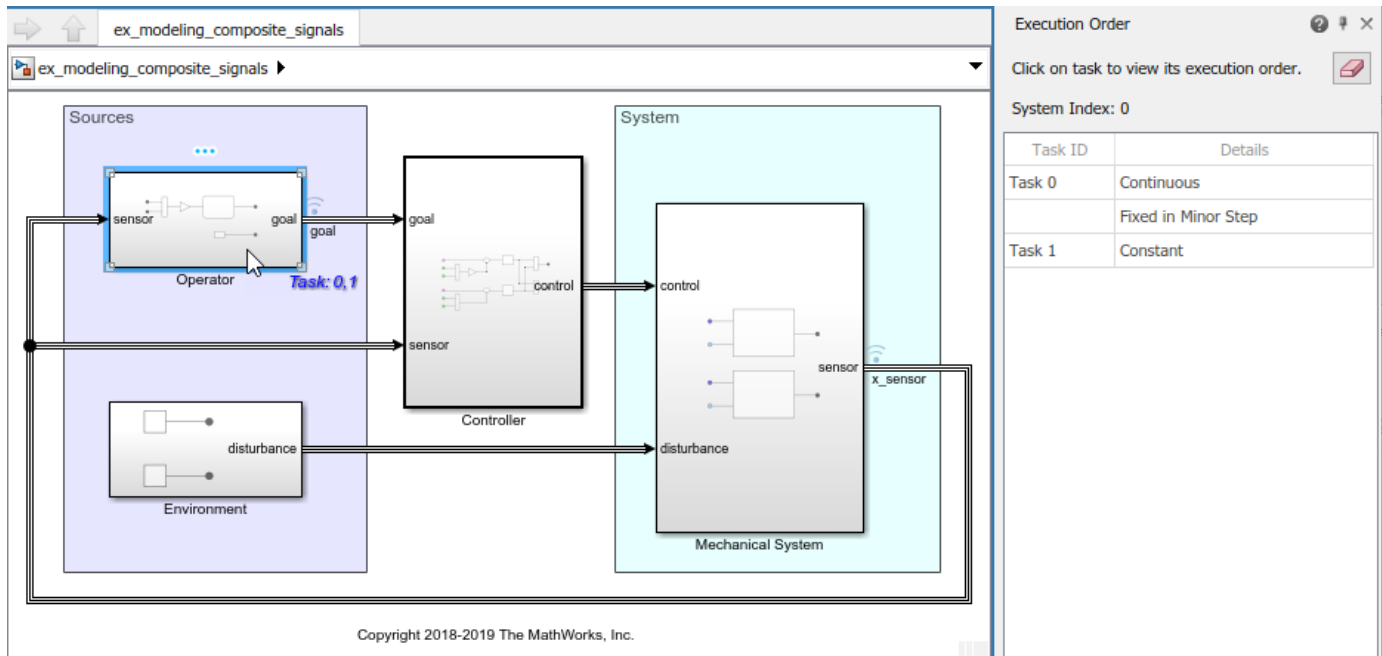 ex_modeling_composite_signals
ex_modeling_composite_signals
Sources
System
sensor
goal
goal
Operator
Task: 0,1
goal
control
sensor
Controller
control
sensor
disturbance
x_sensor
Mechanical System
disturbance
Environment
Copyright 2018-2019 The MathWorks, Inc.
Execution Order
Click on task to view its execution order.
System Index: 0
Task ID Details
Task 0 Continuous
Fixed in Minor Step
Task 1 Constant